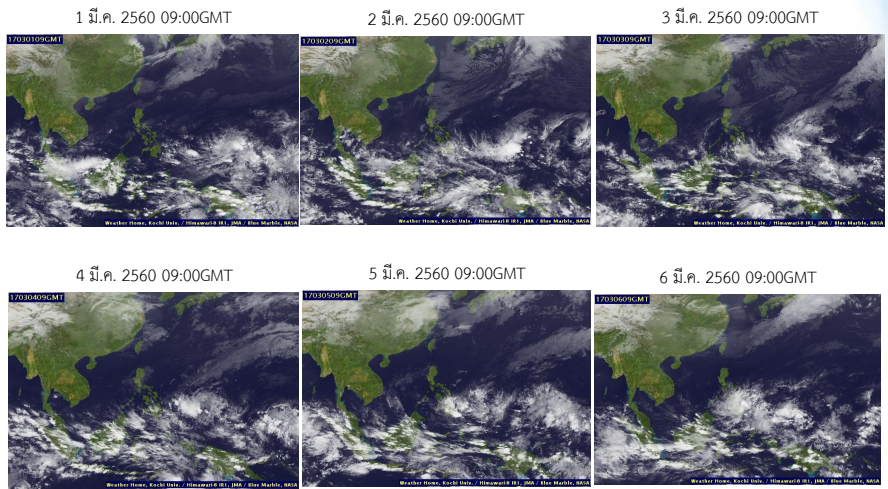 1 มี.ค. 2560 09:00GMT
2 มี.ค. 2560 09:00GMT
3 มี.ค. 2560 09:00GMT
17030109GMT
17030209GMT
17030309GMT
Weather Home, Kochi Univ. / Himawari-8 IR1, JMA / Blue Marble, NASA
Weather Home, Kochi Univ. / Himawari-8 IR1, JMA / Blue Marble, NASA
Weather Home, Kochi Univ. / Himawari-8 IR1, JMA / Blue Marble, NASA
4 มี.ค. 2560 09:00GMT
5 มี.ค. 2560 09:00GMT
6 มี.ค. 2560 09:00GMT
17030409GMT
17030509GMT
17030609GMT
Weather Home, Kochi Univ. / Himawari-8 IR1, JMA / Blue Marble, NASA
Weather Home, Kochi Univ. / Himawari-8 IR1, JMA / Blue Marble, NASA
Weather Home, Kochi Univ. / Himawari-8 IR1, JMA / Blue Marble, NASA